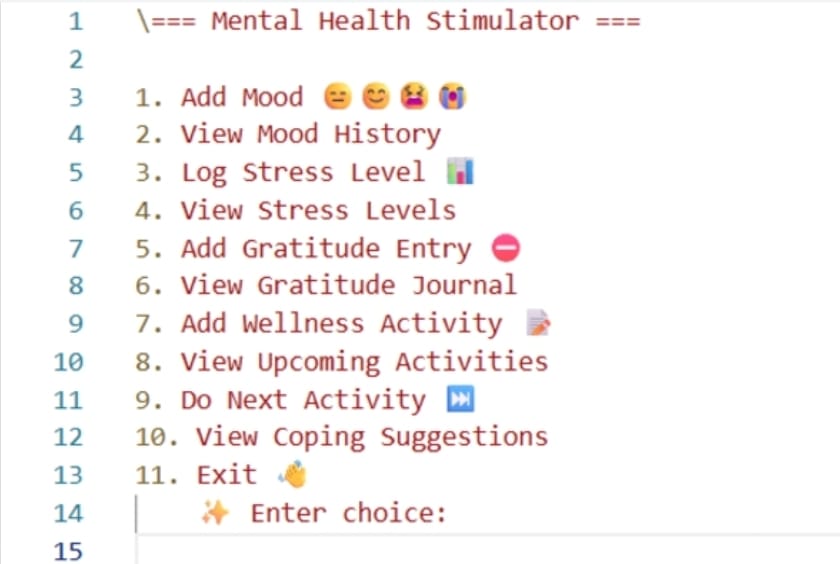 1 \=== Mental Health Stimulator ===
2
3 1. Add Mood 😑 😊 😫 😭
4 2. View Mood History
5 3. Log Stress Level 📊
6 4. View Stress Levels
7 5. Add Gratitude Entry ⛔
8 6. View Gratitude Journal
9 7. Add Wellness Activity 📝
10 8. View Upcoming Activities
11 9. Do Next Activity ⏭
12 10. View Coping Suggestions
13 11. Exit 👋
14 ✨ Enter choice:
15